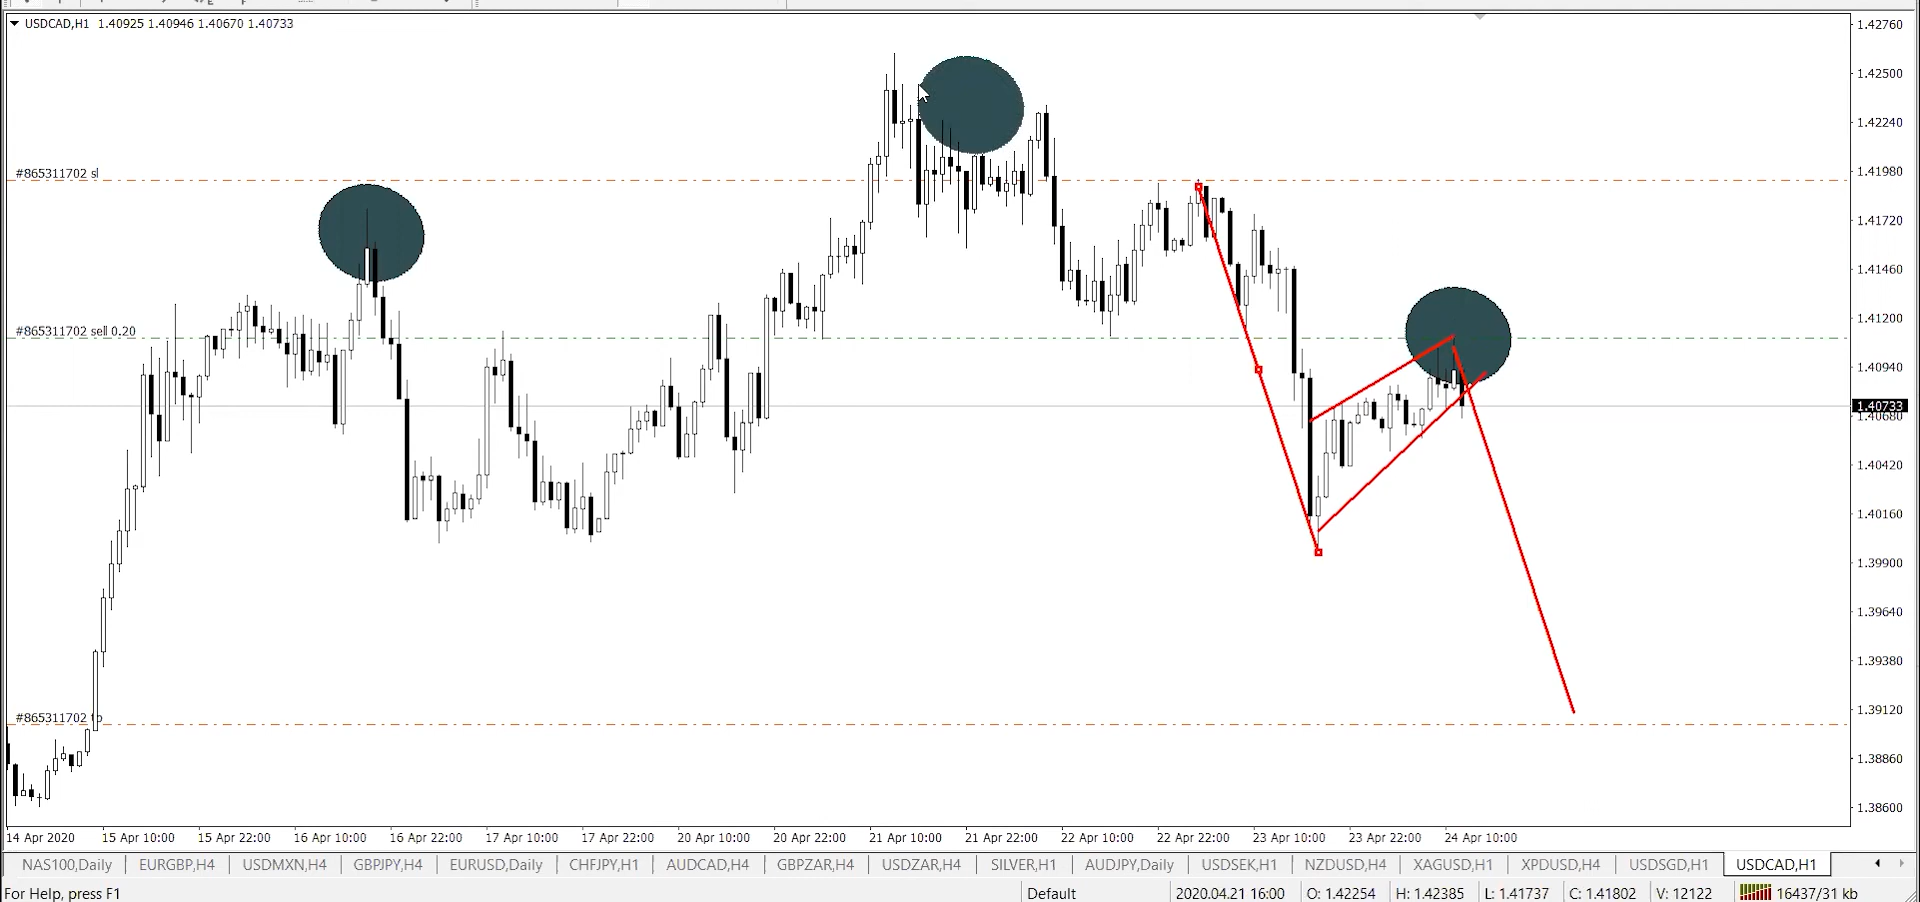 USDCAD,H1 1.40925 1.40946 1.40670 1.40733
1.42760
1.42500
1.42240
#865311702 sl
1.41980
1.41720
1.41460
1.41200
#865311702 sell 0.20
1.40940
1.40733
1.40680
1.40420
1.40160
1.39900
1.39640
1.39380
#865311702 tp
1.39120
1.38860
1.38600
14 Apr 2020 15 Apr 10:00 15 Apr 22:00 16 Apr 10:00 16 Apr 22:00 17 Apr 10:00 17 Apr 22:00 20 Apr 10:00 20 Apr 22:00 21 Apr 10:00 21 Apr 22:00 22 Apr 10:00 22 Apr 22:00 23 Apr 10:00 23 Apr 22:00 24 Apr 10:00
NAS100,Daily EURGBP,H4 USDMXN,H4 GBPJPY,H4 EURUSD,Daily CHFJPY,H1 AUDCAD,H4 GBPZAR,H4 USDZAR,H4 SILVER,H1 AUDJPY,Daily USDSEK,H1 NZDUSD,H4 XAGUSD,H1 XPDUSD,H4 USDSGD,H1 USDCAD,H1
For Help, press F1 Default 2020.04.21 16:00 O: 1.42254 H: 1.42385 L: 1.41737 C: 1.41802 V: 12122 16437/31 kb